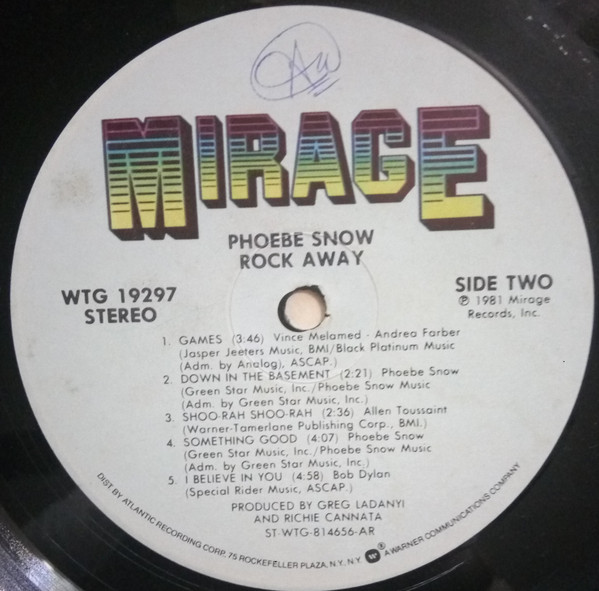 MIRAGE
PHOEBE SNOW
ROCK AWAY
WTG 19297
STEREO
SIDE TWO
℗ 1981 Mirage
Records, Inc.
1. GAMES (3:46) Vince Melamed - Andrea Farber
(Jasper Jeeters Music, BMI/Black Platinum Music
(Adm. by Analog), ASCAP.)
2. DOWN IN THE BASEMENT (2:21) Phoebe Snow
(Green Star Music, Inc./Phoebe Snow Music
(Adm. by Green Star Music, Inc.)
3. SHOO-RAH SHOO-RAH (2:36) Allen Toussaint
(Warner-Tamerlane Publishing Corp., BMI.)
4. SOMETHING GOOD (4:07) Phoebe Snow
(Green Star Music, Inc./Phoebe Snow Music
(Adm. by Green Star Music, Inc.)
5. I BELIEVE IN YOU (4:58) Bob Dylan
(Special Rider Music, ASCAP.)
PRODUCED BY GREG LADANYI
AND RICHIE CANNATA
ST-WTG-814656-AR
DIST BY ATLANTIC RECORDING CORP. 75 ROCKEFELLER PLAZA, N.Y. N.Y. ® A WARNER COMMUNICATIONS COMPANY